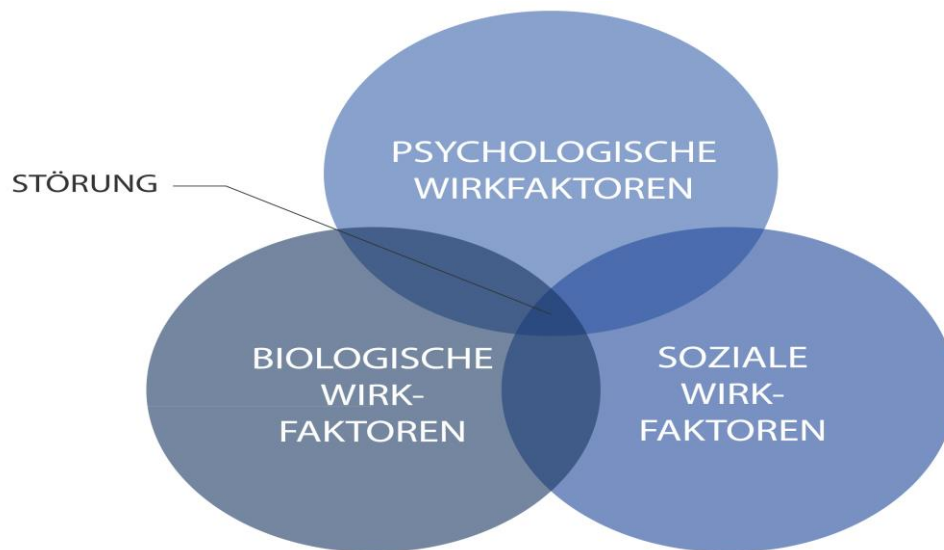 PSYCHOLOGISCHE
WIRKFAKTOREN
STÖRUNG
BIOLOGISCHE
WIRK-
FAKTOREN
SOZIALE
WIRK-
FAKTOREN